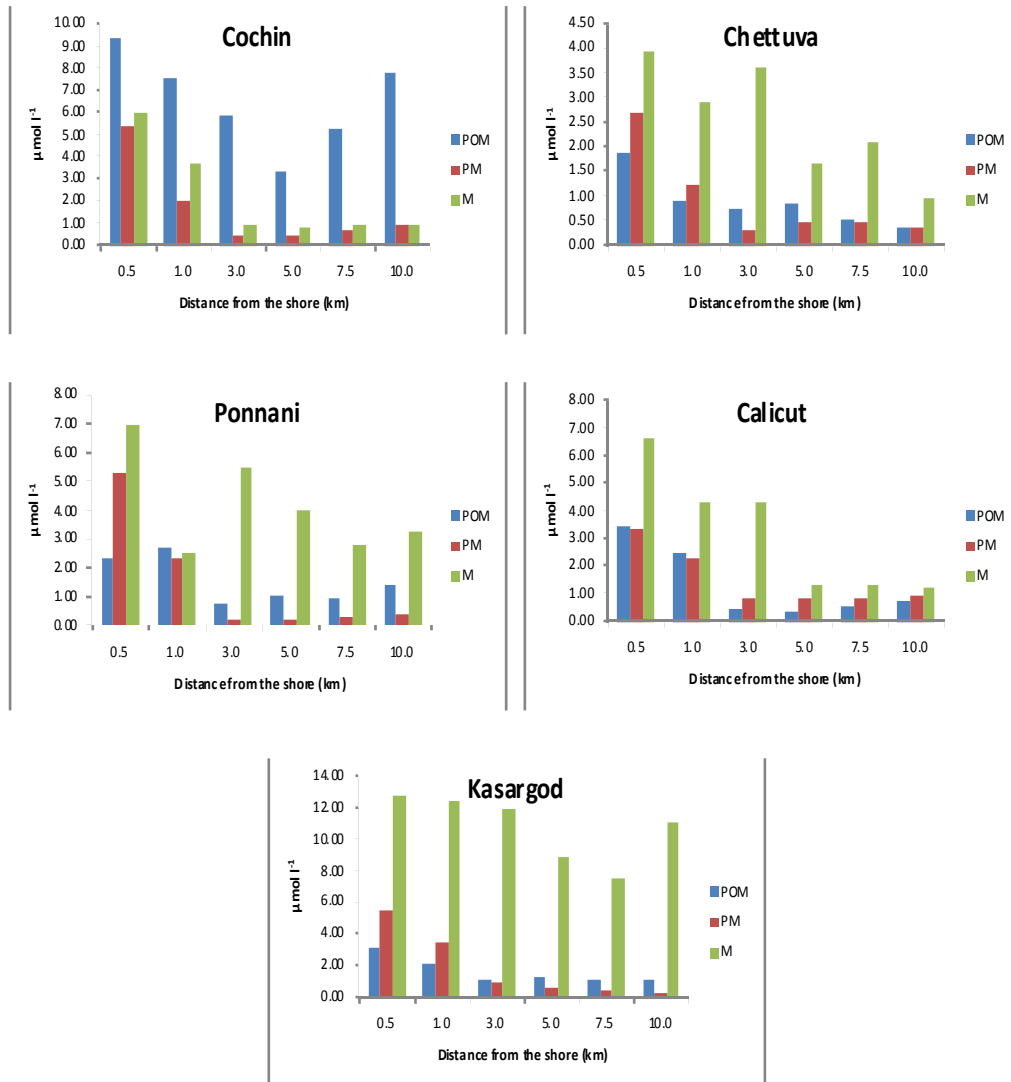 Cochin
10.00
9.00
8.00
7.00
6.00
5.00
4.00
3.00
2.00
1.00
0.00
µmol l⁻¹
0.5 1.0 3.0 5.0 7.5 10.0
Distance from the shore (km)
POM
PM
M
Chettuva
4.50
4.00
3.50
3.00
2.50
2.00
1.50
1.00
0.50
0.00
µmol l⁻¹
0.5 1.0 3.0 5.0 7.5 10.0
Distance from the shore (km)
POM
PM
M
Ponnani
8.00
7.00
6.00
5.00
4.00
3.00
2.00
1.00
0.00
µmol l⁻¹
0.5 1.0 3.0 5.0 7.5 10.0
Distance from the shore (km)
POM
PM
M
Calicut
8.00
7.00
6.00
5.00
4.00
3.00
2.00
1.00
0.00
µmol l⁻¹
0.5 1.0 3.0 5.0 7.5 10.0
Distance from the shore (km)
POM
PM
M
Kasargod
14.00
12.00
10.00
8.00
6.00
4.00
2.00
0.00
µmol l⁻¹
0.5 1.0 3.0 5.0 7.5 10.0
Distance from the shore (km)
POM
PM
M